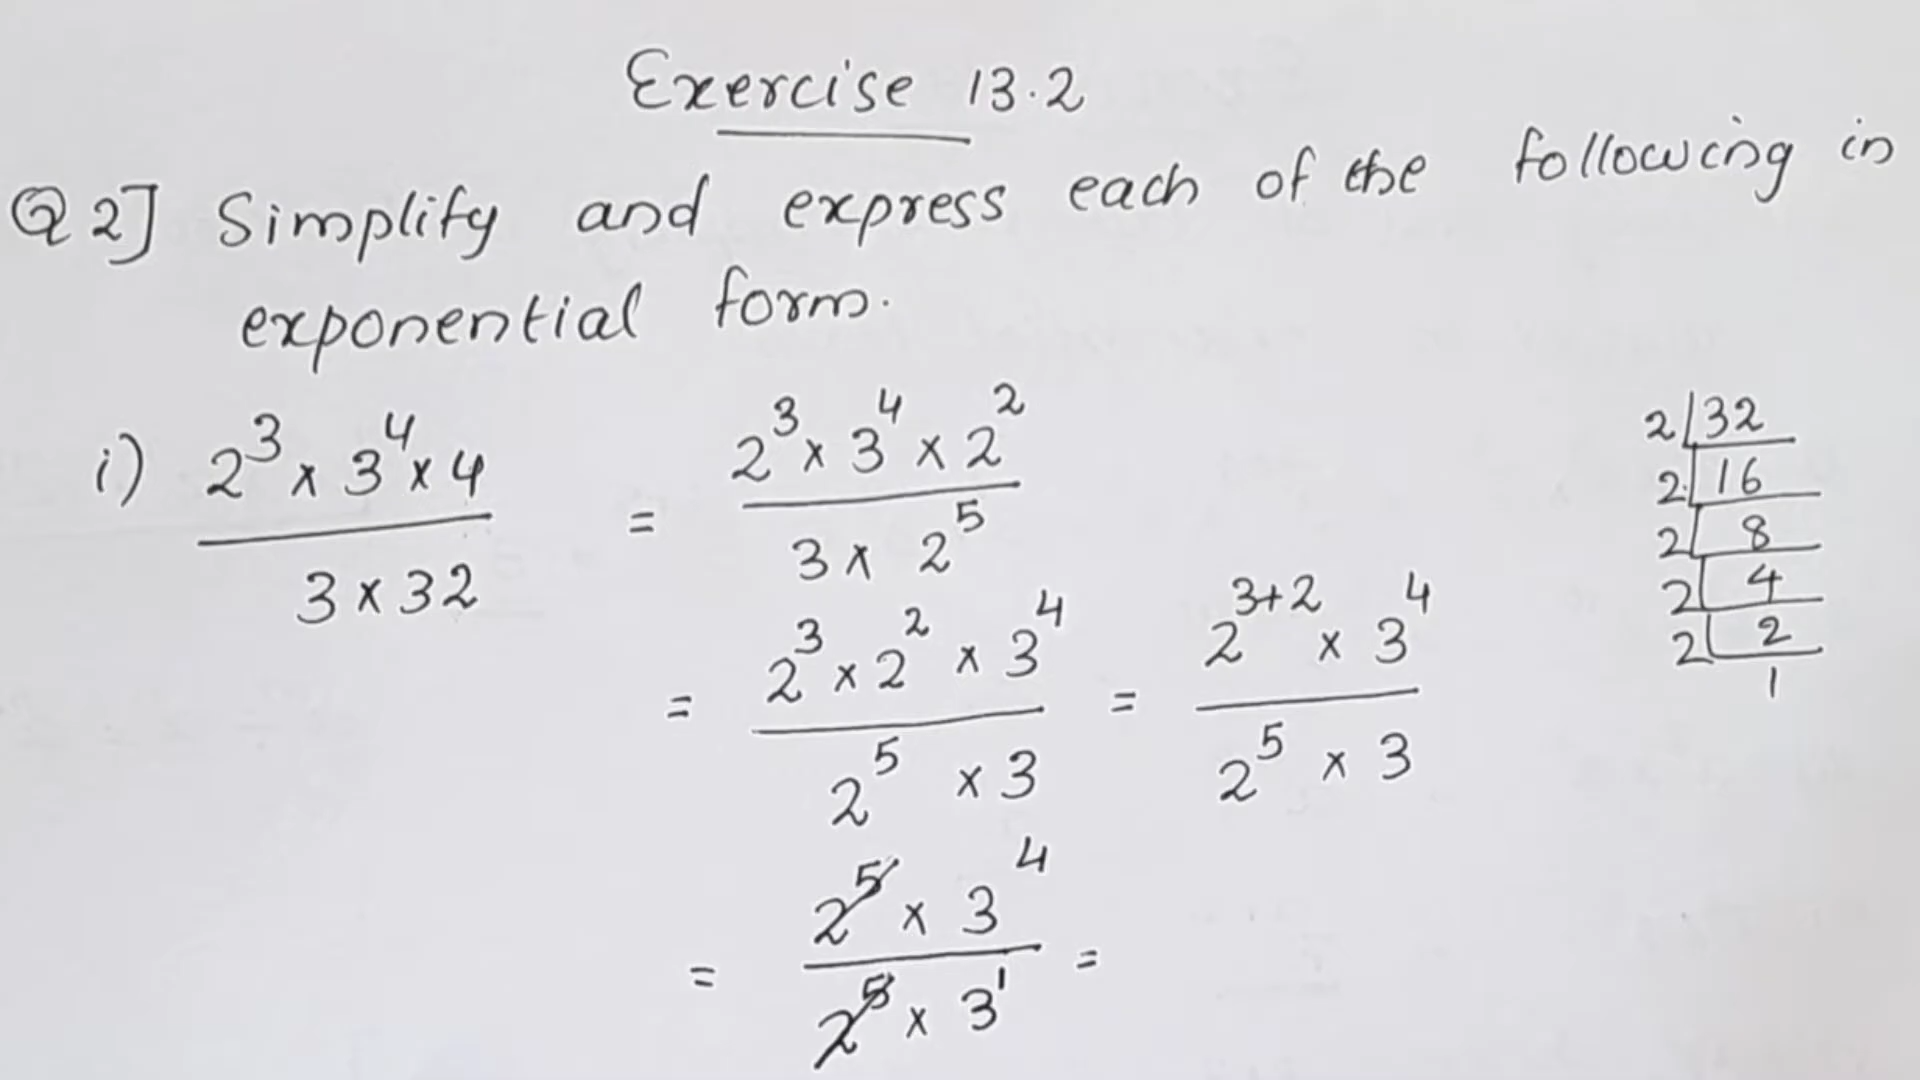 Exercise 13.2
Q2] Simplify and express each of the following in
exponential form.
i) (2³ × 3⁴ × 4)/(3 × 32) = (2³ × 3⁴ × 2²)/(3 × 2⁵)
= (2³ × 2² × 3⁴)/(2⁵ × 3) = (2³⁺² × 3⁴)/(2⁵ × 3)
= (2⁵ × 3⁴)/(2⁵ × 3¹) =
2|32
2|16
2|8
2|4
2|2
1